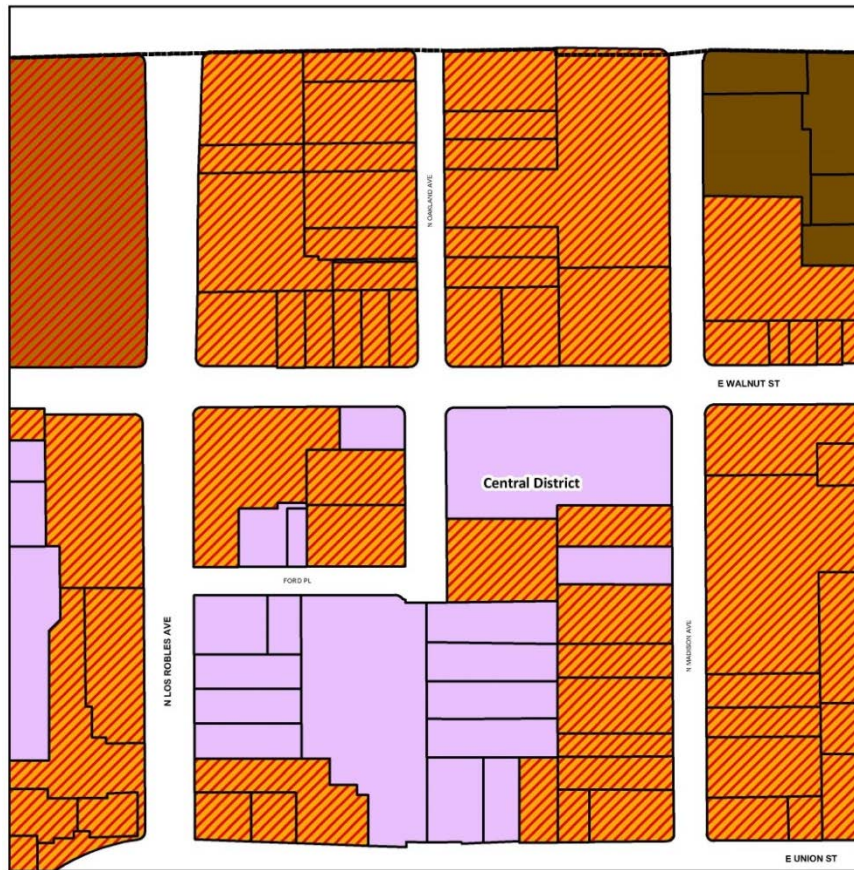 N OAKLAND AVE
E WALNUT ST
Central District
FORD PL
N LOS ROBLES AVE
N MADISON AVE
E UNION ST